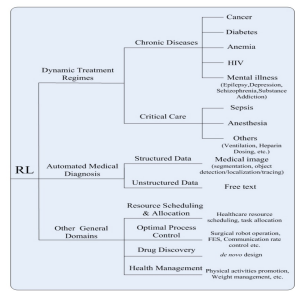 Cancer
Diabetes
Chronic Diseases
Anemia
HIV
Dynamic Treatment
Regimes
Mental illness
(Epilepsy,Depression,
Schizophrenia,Substance
Addiction)
Sepsis
Critical Care
Anesthesia
Others
(Ventilation, Heparin
Dosing, etc.)
RL
Automated Medical
Diagnosis
Structured Data
Medical image
(segmentation, object
detection/localization/tracing)
Unstructured Data
Free text
Other General
Domains
Resource Scheduling
& Allocation
Healthcare resource
scheduling, task allocation
Optimal Process
Control
Surgical robot operation,
FES, Communication rate
control etc.
Drug Discovery
de novo design
Health Management
Physical activities promotion,
Weight management, etc.